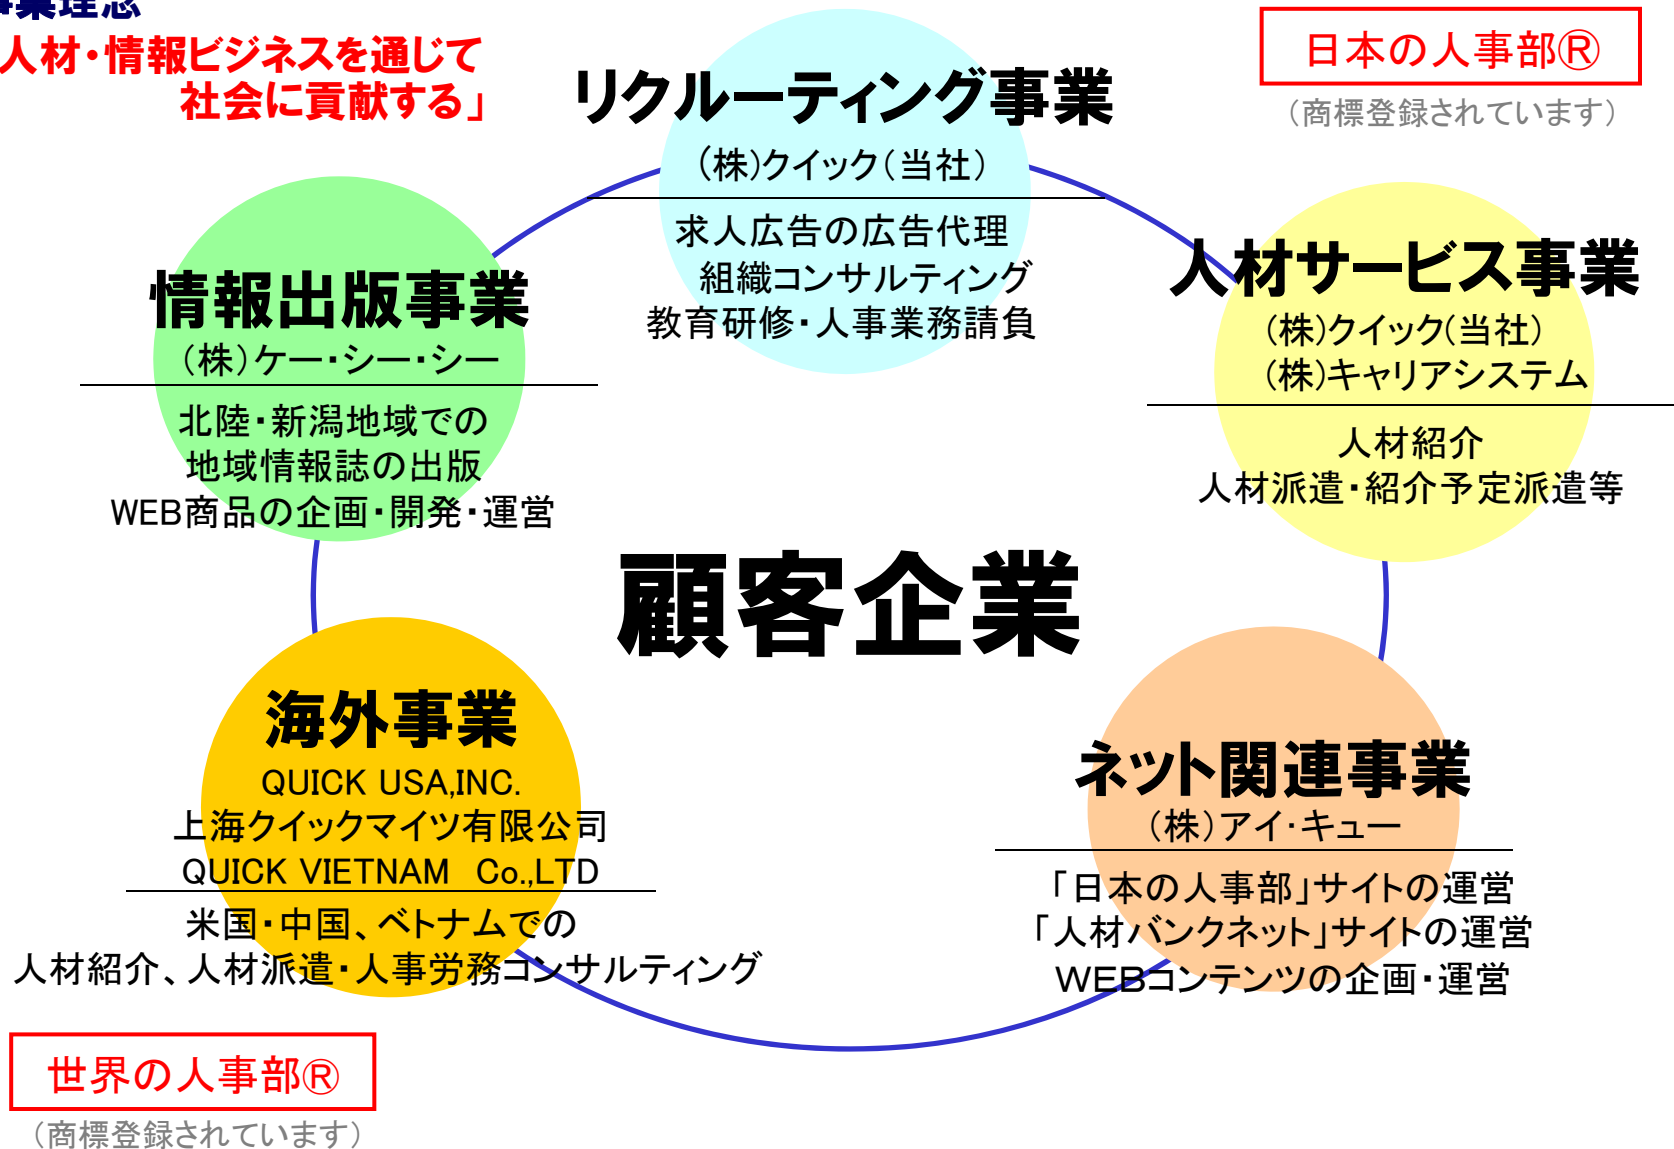 事業理念
人材・情報ビジネスを通じて
社会に貢献する」
日本の人事部Ⓡ
（商標登録されています）
リクルーティング事業
（株）クイック（当社）
求人広告の広告代理
組織コンサルティング
教育研修・人事業務請負
情報出版事業
（株）ケー・シー・シー
北陸・新潟地域での
地域情報誌の出版
WEB商品の企画・開発・運営
人材サービス事業
（株）クイック（当社）
（株）キャリアシステム
人材紹介
人材派遣・紹介予定派遣等
顧客企業
海外事業
QUICK USA,INC.
上海クイックマイツ有限公司
QUICK VIETNAM　Co.,LTD
米国・中国、ベトナムでの
人材紹介、人材派遣・人事労務コンサルティング
ネット関連事業
（株）アイ・キュー
「日本の人事部」サイトの運営
「人材バンクネット」サイトの運営
WEBコンテンツの企画・運営
世界の人事部Ⓡ
（商標登録されています）